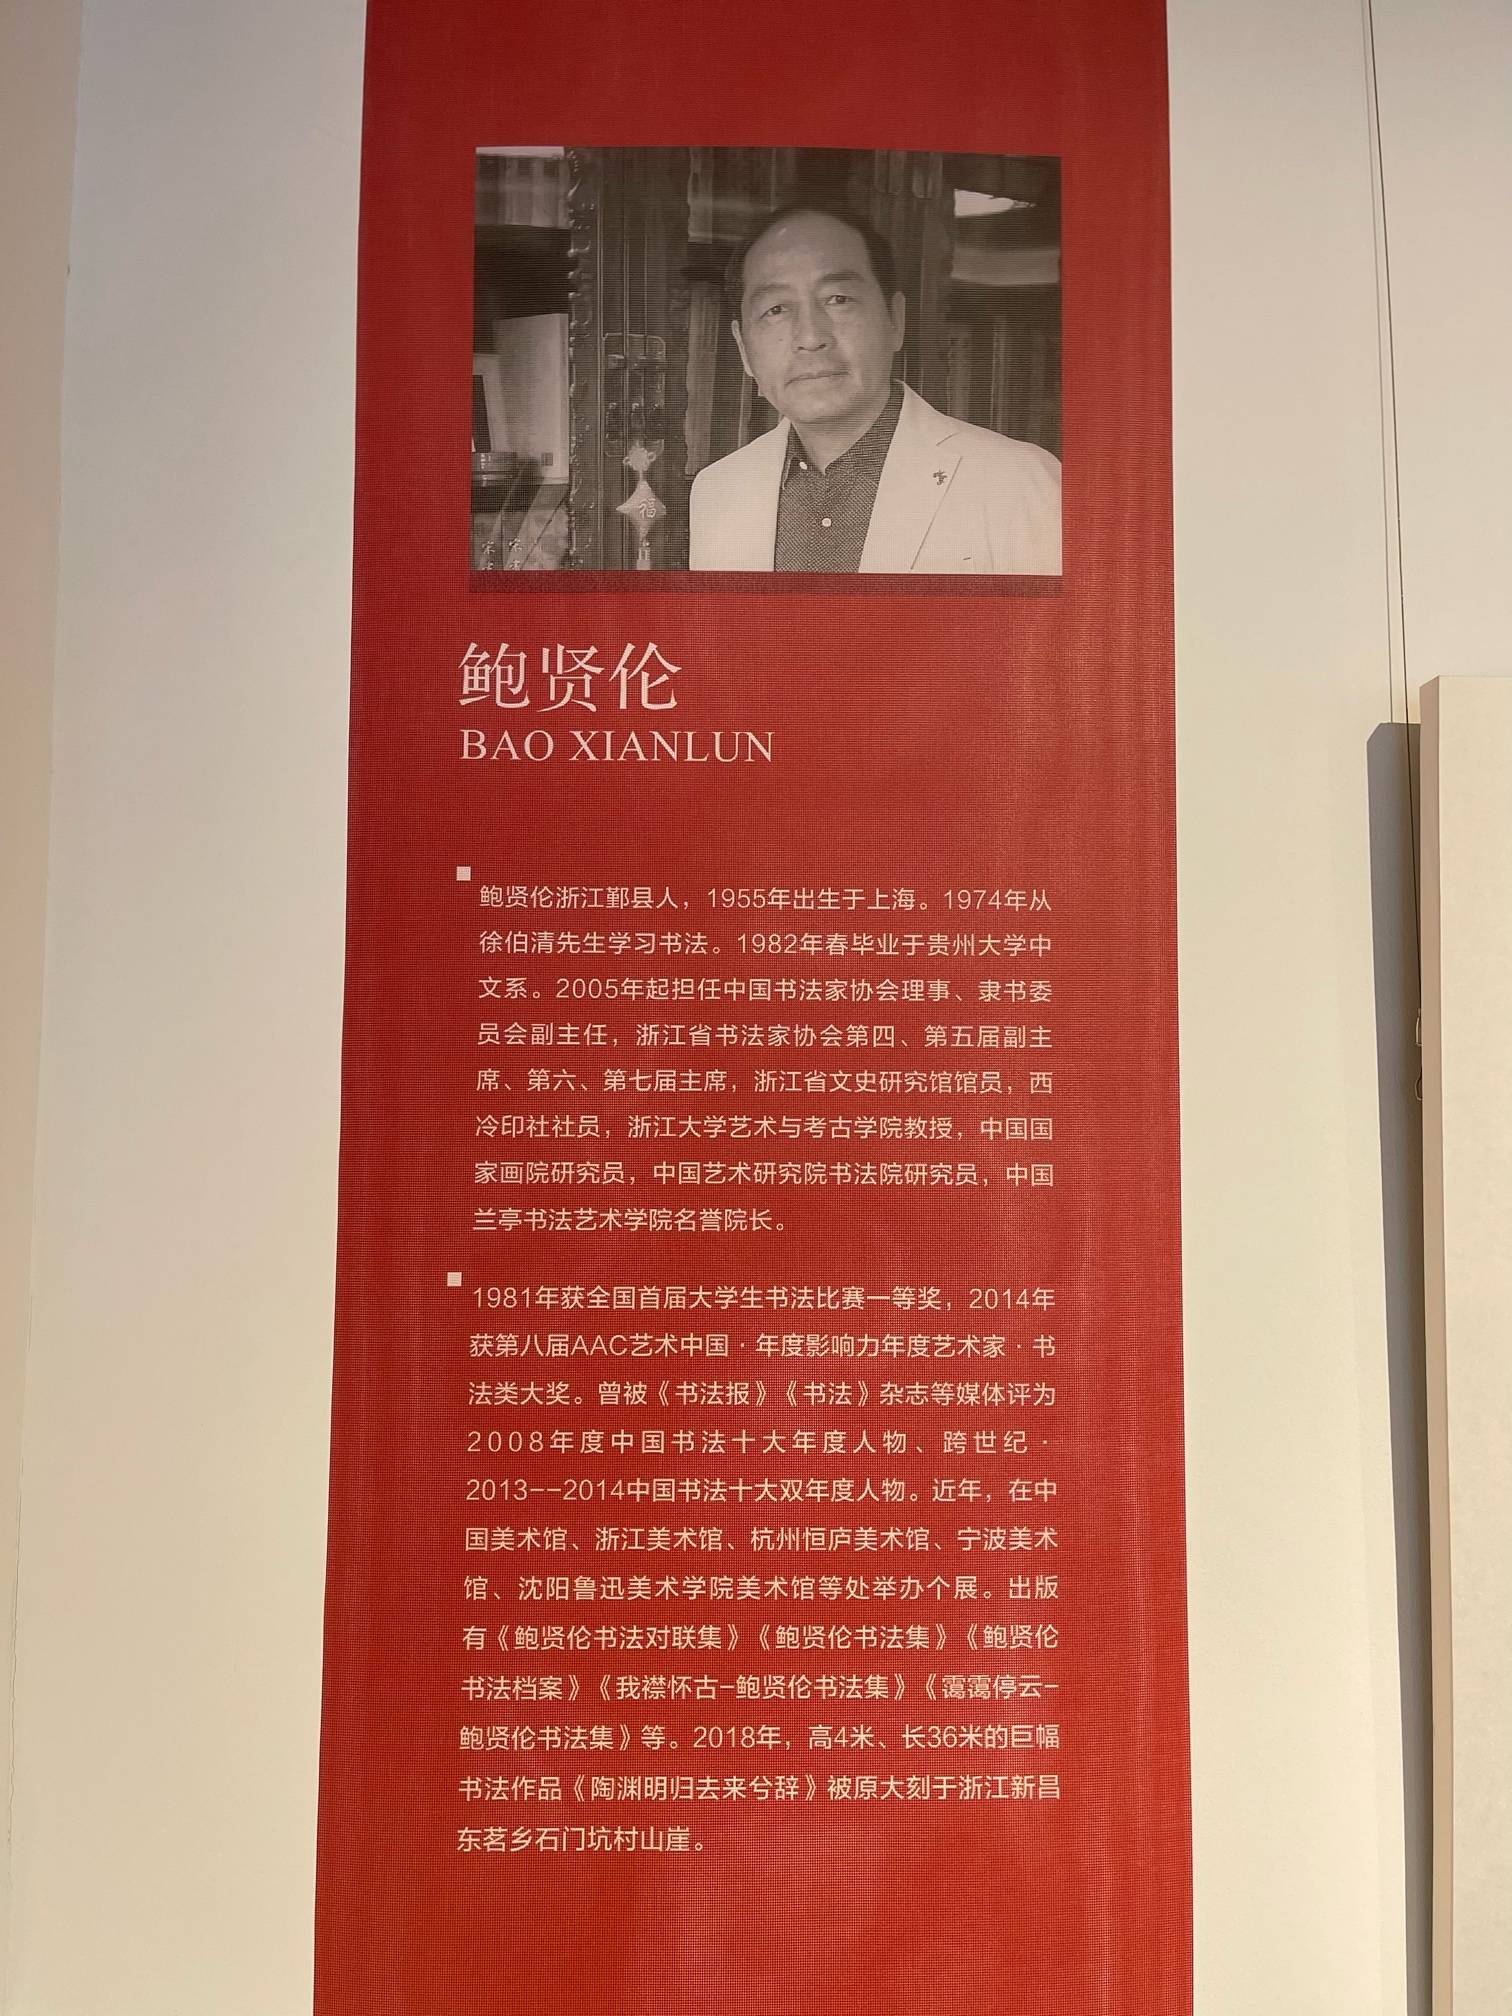 福
鲍贤伦
BAO XIANLUN
鲍贤伦浙江鄞县人，1955年出生于上海。1974年从
徐伯清先生学习书法。1982年春毕业于贵州大学中
文系。2005年起担任中国书法家协会理事、隶书委
员会副主任，浙江省书法家协会第四、第五届副主
席、第六、第七届主席，浙江省文史研究馆馆员，西
冷印社社员，浙江大学艺术与考古学院教授，中国国
家画院研究员，中国艺术研究院书法院研究员，中国
兰亭书法艺术学院名誉院长。
1981年获全国首届大学生书法比赛一等奖，2014年
获第八届AAC艺术中国·年度影响力年度艺术家·书
法类大奖。曾被《书法报》《书法》杂志等媒体评为
2008年度中国书法十大年度人物、跨世纪·
2013--2014中国书法十大双年度人物。近年，在中
国美术馆、浙江美术馆、杭州恒庐美术馆、宁波美术
馆、沈阳鲁迅美术学院美术馆等处举办个展。出版
有《鲍贤伦书法对联集》《鲍贤伦书法集》《鲍贤伦
书法档案》《我襟怀古-鲍贤伦书法集》《霭霭停云-
鲍贤伦书法集》等。2018年，高4米、长36米的巨幅
书法作品《陶渊明归去来兮辞》被原大刻于浙江新昌
东茗乡石门坑村山崖。